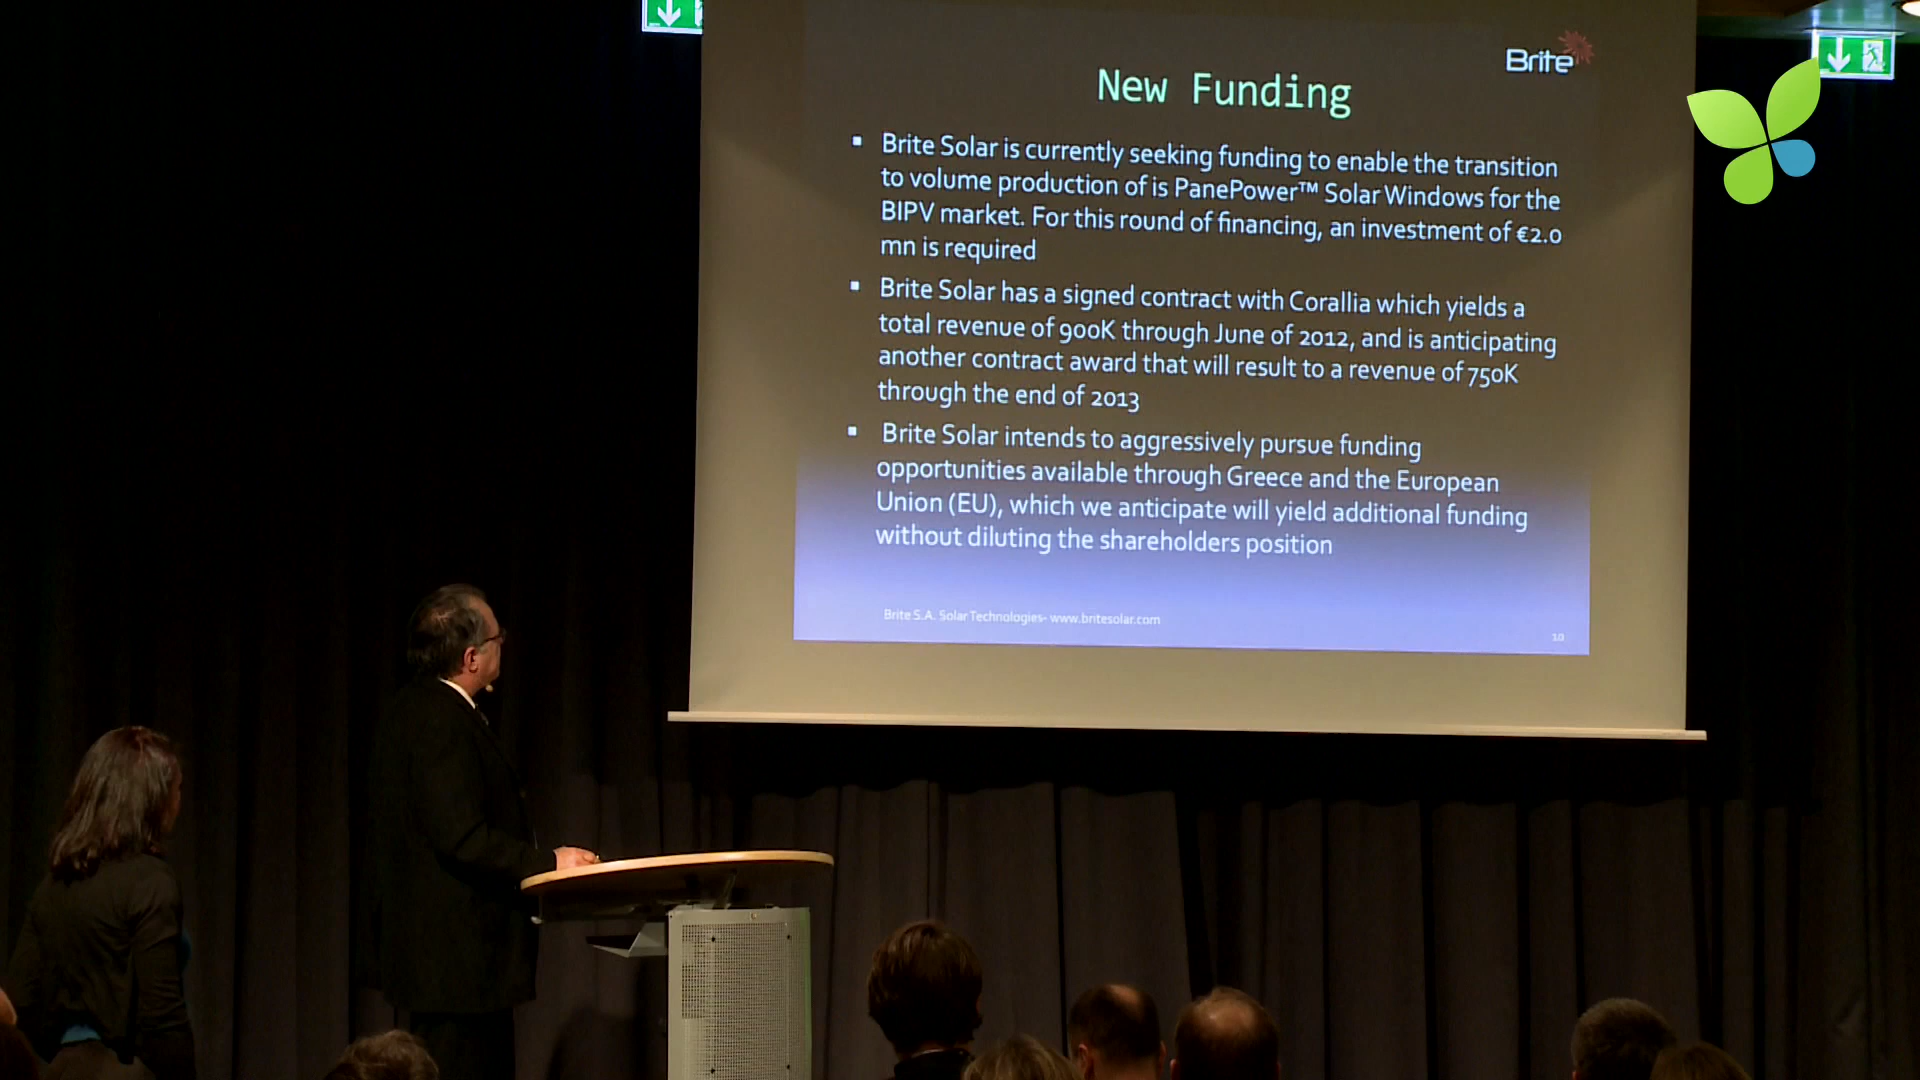 Brite
New Funding
▪ Brite Solar is currently seeking funding to enable the transition
to volume production of is PanePower™ Solar Windows for the
BIPV market. For this round of financing, an investment of €2.0
mn is required
▪ Brite Solar has a signed contract with Corallia which yields a
total revenue of 900K through June of 2012, and is anticipating
another contract award that will result to a revenue of 750K
through the end of 2013
▪ Brite Solar intends to aggressively pursue funding
opportunities available through Greece and the European
Union (EU), which we anticipate will yield additional funding
without diluting the shareholders position
Brite S.A. Solar Technologies- www.britesolar.com
10